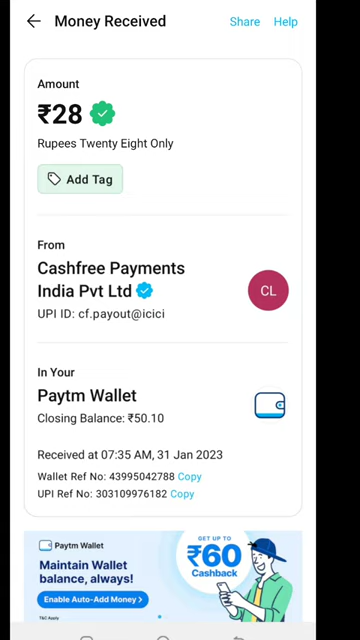 Money Received
Share
Help
Amount
₹28
Rupees Twenty Eight Only
Add Tag
From
Cashfree Payments
India Pvt Ltd
CL
UPI ID: cf.payout@icici
In Your
Paytm Wallet
Closing Balance: ₹50.10
Received at 07:35 AM, 31 Jan 2023
Wallet Ref No: 43995042788 Copy
UPI Ref No: 303109976182 Copy
Paytm Wallet
Maintain Wallet
balance, always!
Enable Auto-Add Money >
T&C Apply
GET UP TO
₹60
Cashback